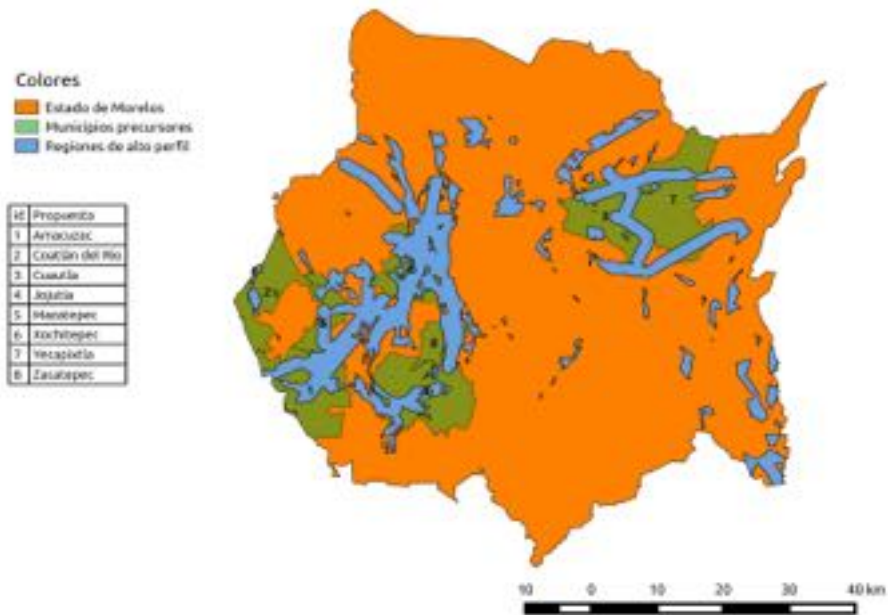 Colores
Estado de Morelos
Municipios precursores
Regiones de alto perfil
id Propuesta
1 Amacuzac
2 Coatlán del Río
3 Cuautla
4 Jojutla
5 Mazatepec
6 Xochitepec
7 Yecapixtla
8 Zacatepec
7
10 0 10 20 30 40 km